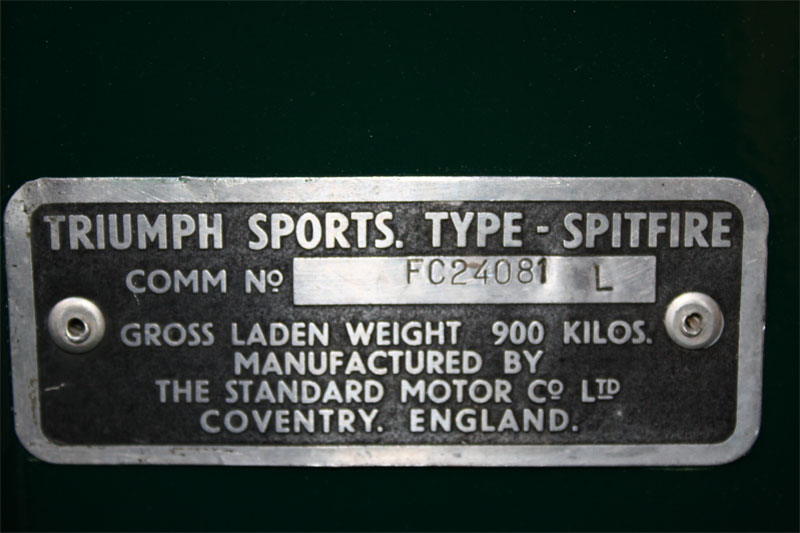 TRIUMPH SPORTS. TYPE - SPITFIRE
COMM Nº FC24081 L
GROSS LADEN WEIGHT 900 KILOS.
MANUFACTURED BY
THE STANDARD MOTOR Cº LTD
COVENTRY. ENGLAND.